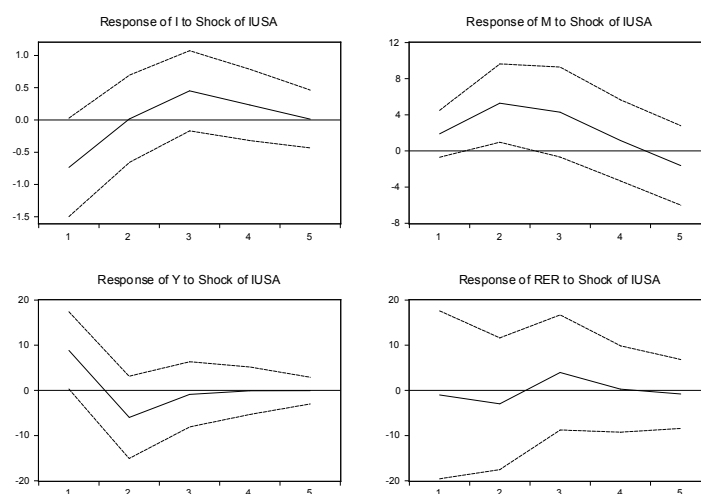 Response of I to Shock of IUSA
1.0
0.5
0.0
-0.5
-1.0
-1.5
1 2 3 4 5
Response of M to Shock of IUSA
12
8
4
0
-4
-8
1 2 3 4 5
Response of Y to Shock of IUSA
20
10
0
-10
-20
1 2 3 4 5
Response of RER to Shock of IUSA
20
10
0
-10
-20
1 2 3 4 5